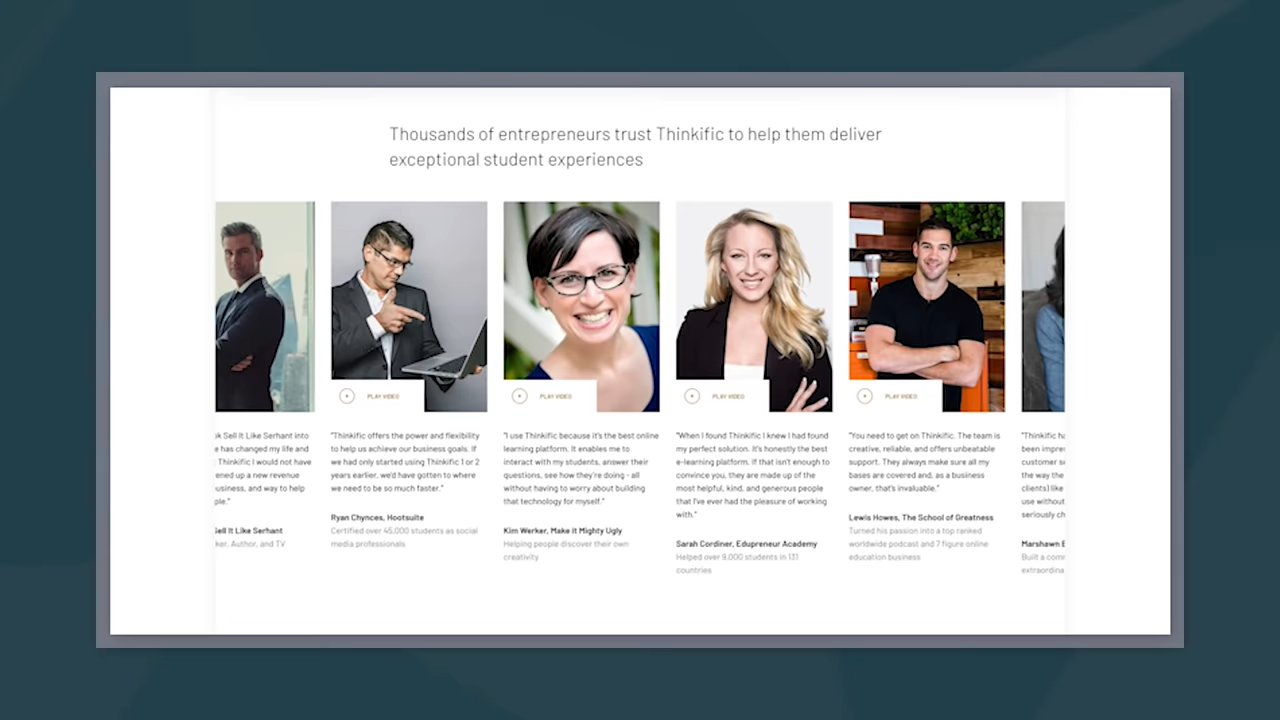 Thousands of entrepreneurs trust Thinkific to help them deliver
exceptional student experiences
PLAY VIDEO
PLAY VIDEO
PLAY VIDEO
PLAY VIDEO
Sell It Like Serhant into
has changed my life and
Thinkific I would not have
ened up a new revenue
usiness, and way to help
ple."
Sell It Like Serhant
ker, Author, and TV
"Thinkific offers the power and flexibility
to help us achieve our business goals. If
we had only started using Thinkific 1 or 2
years earlier, we'd have gotten to where
we need to be so much faster."
Ryan Chynces, Hootsuite
Certified over 45,000 students as social
media professionals
"I use Thinkific because it's the best online
learning platform. It enables me to
interact with my students, answer their
questions, see how they're doing - all
without having to worry about building
that technology for myself."
Kim Werker, Make it Mighty Ugly
Helping people discover their own
creativity
"When I found Thinkific I knew I had found
my perfect solution. It's honestly the best
e-learning platform. If that isn't enough to
convince you, they are made up of the
most helpful, kind, and generous people
that I've ever had the pleasure of working
with."
Sarah Cordiner, Edupreneur Academy
Helped over 9,000 students in 131
countries
"You need to get on Thinkific. The team is
creative, reliable, and offers unbeatable
support. They always make sure all my
bases are covered and, as a business
owner, that's invaluable."
Lewis Howes, The School of Greatness
Turned his passion into a top ranked
worldwide podcast and 7 figure online
education business
"Thinkific ha
been impre
customer se
the way the
clients) like
use without
seriously ch
Marshawn E
Built a comm
extraordina